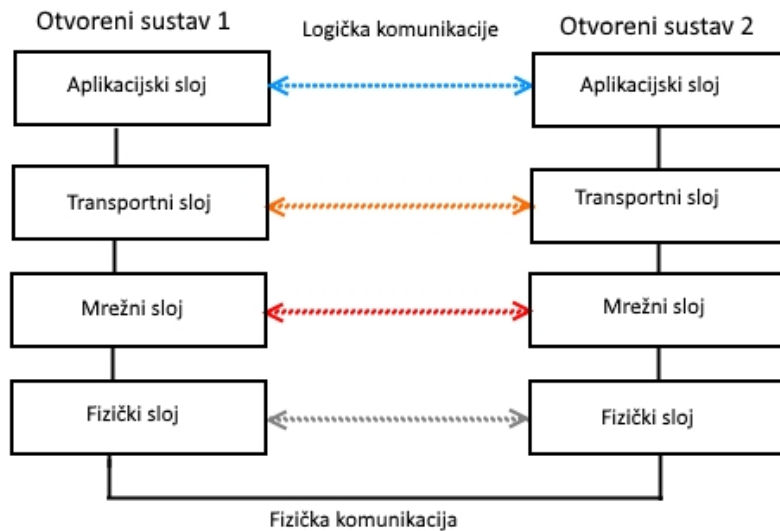 Otvoreni sustav 1
Logička komunikacije
Otvoreni sustav 2
Aplikacijski sloj
Aplikacijski sloj
Transportni sloj
Transportni sloj
Mrežni sloj
Mrežni sloj
Fizički sloj
Fizički sloj
Fizička komunikacija